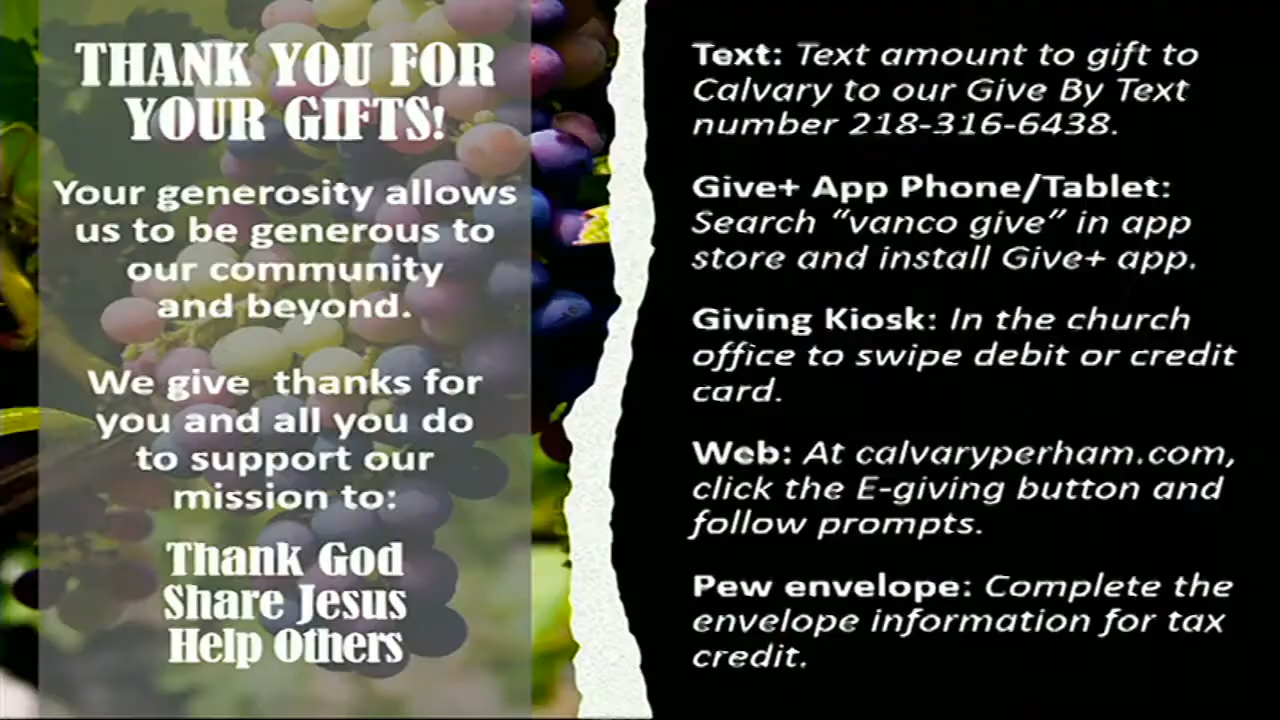 THANK YOU FOR
YOUR GIFTS!
Your generosity allows
us to be generous to
our community
and beyond.
We give thanks for
you and all you do
to support our
mission to:
Thank God
Share Jesus
Help Others
Text: Text amount to gift to
Calvary to our Give By Text
number 218-316-6438.
Give+ App Phone/Tablet:
Search “vanco give” in app
store and install Give+ app.
Giving Kiosk: In the church
office to swipe debit or credit
card.
Web: At calvaryperham.com,
click the E-giving button and
follow prompts.
Pew envelope: Complete the
envelope information for tax
credit.